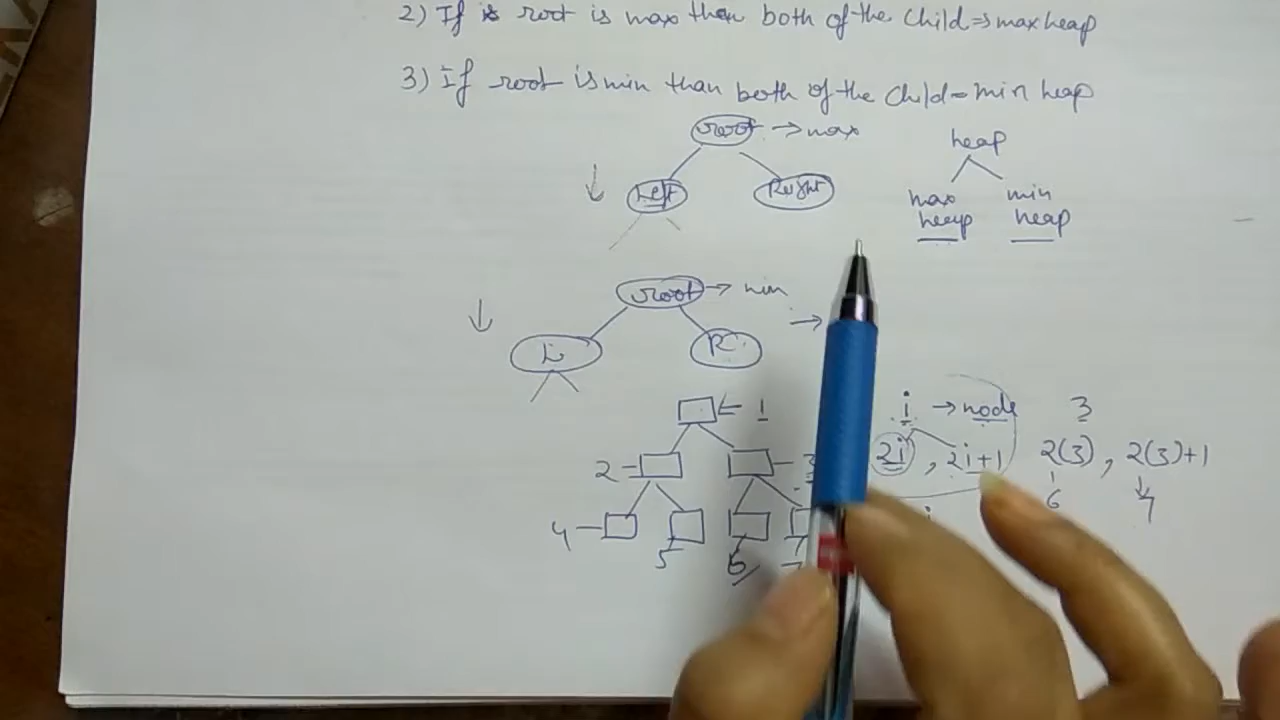 2) If root is max than both of the child ⇒ max heap
3) If root is min than both of the child = min heap
root → max
heap
Left
Right
max heap
min heap
root → min
L
R
→
1
i → node
3
2
3
2i , 2i+1
2(3) , 2(3)+1
6
7
4
5
6
7
i